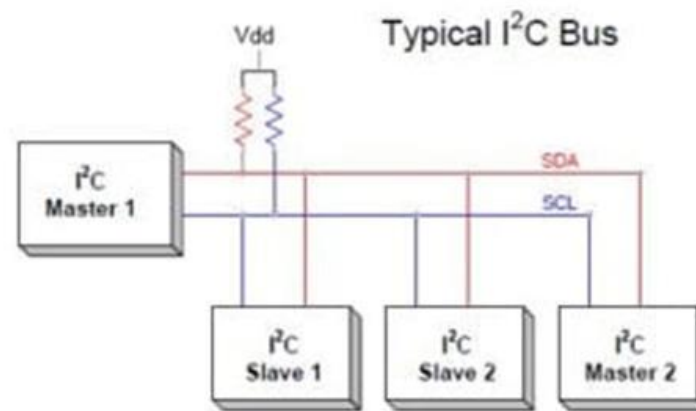 Typical I²C Bus
Vdd
SDA
SCL
I²C
Master 1
I²C
Slave 1
I²C
Slave 2
I²C
Master 2